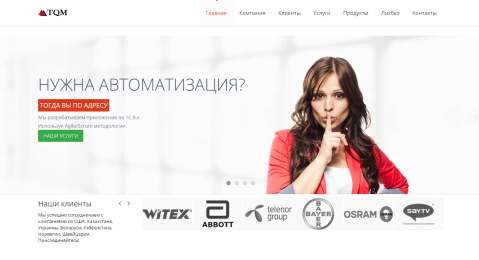 TQM
Главная Компания Клиенты Услуги Продукты Ликбез Контакты
НУЖНА АВТОМАТИЗАЦИЯ?
ТОГДА ВЫ ПО АДРЕСУ
Мы разрабатываем приложения на 1С 8.x
Используя Agile/Scrum методологии.
НАШИ УСЛУГИ
Наши клиенты
Мы успешно сотрудничаем с
компаниями из США, Казахстана,
Украины, Беларуси, Узбекистана,
Норвегии, Швейцарии.
Присоединяйтесь!
WiTEX
ABBOTT
telenor
group
BAYER
BAYER
OSRAM
say.tv